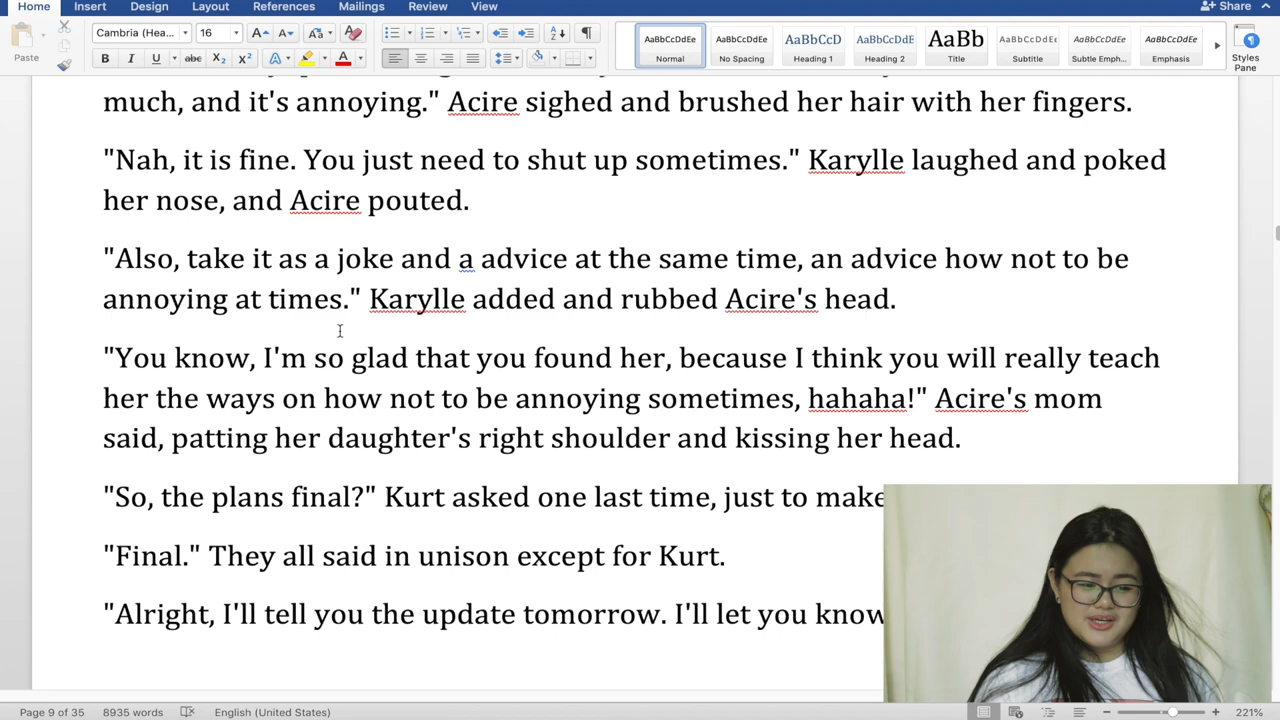 Home Insert Design Layout References Mailings Review View Share
Paste Cambria (Hea... 16 AaBbCcDdEe AaBbCcDdEe AaBbCcD AaBbCcDdE AaBb AaBbCcDdEe AaBbCcDdEe AaBbCcDdEe
B I U abc X2 X2 A A Normal No Spacing Heading 1 Heading 2 Title Subtitle Subtle Emph... Emphasis Styles Pane
much, and it's annoying." Acire sighed and brushed her hair with her fingers.
"Nah, it is fine. You just need to shut up sometimes." Karylle laughed and poked
her nose, and Acire pouted.
"Also, take it as a joke and a advice at the same time, an advice how not to be
annoying at times." Karylle added and rubbed Acire's head.
"You know, I'm so glad that you found her, because I think you will really teach
her the ways on how not to be annoying sometimes, hahaha!" Acire's mom
said, patting her daughter's right shoulder and kissing her head.
"So, the plans final?" Kurt asked one last time, just to make
"Final." They all said in unison except for Kurt.
"Alright, I'll tell you the update tomorrow. I'll let you know
Page 9 of 35 8935 words English (United States) 221%